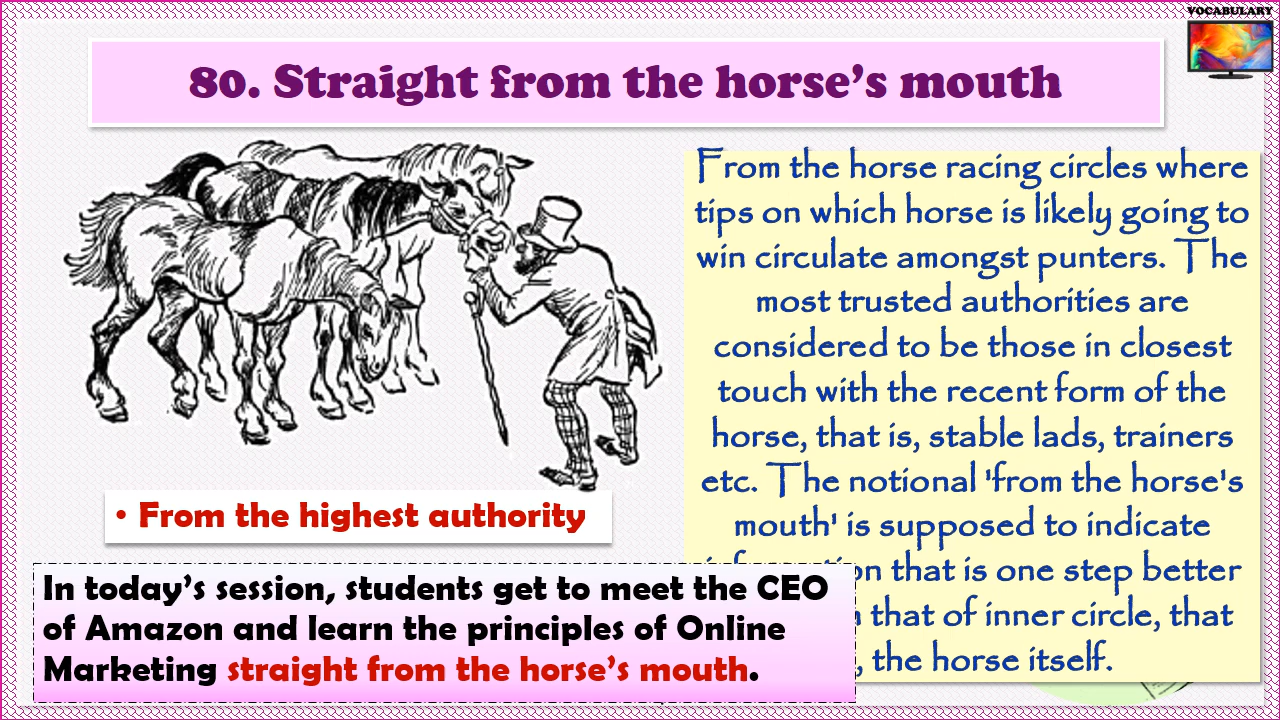 VOCABULARY
80. Straight from the horse’s mouth
From the horse racing circles where
tips on which horse is likely going to
win circulate amongst punters. The
most trusted authorities are
considered to be those in closest
touch with the recent form of the
horse, that is, stable lads, trainers
etc. The notional 'from the horse's
mouth' is supposed to indicate
that is one step better
that of inner circle, that
, the horse itself.
• From the highest authority
In today’s session, students get to meet the CEO
of Amazon and learn the principles of Online
Marketing straight from the horse’s mouth.